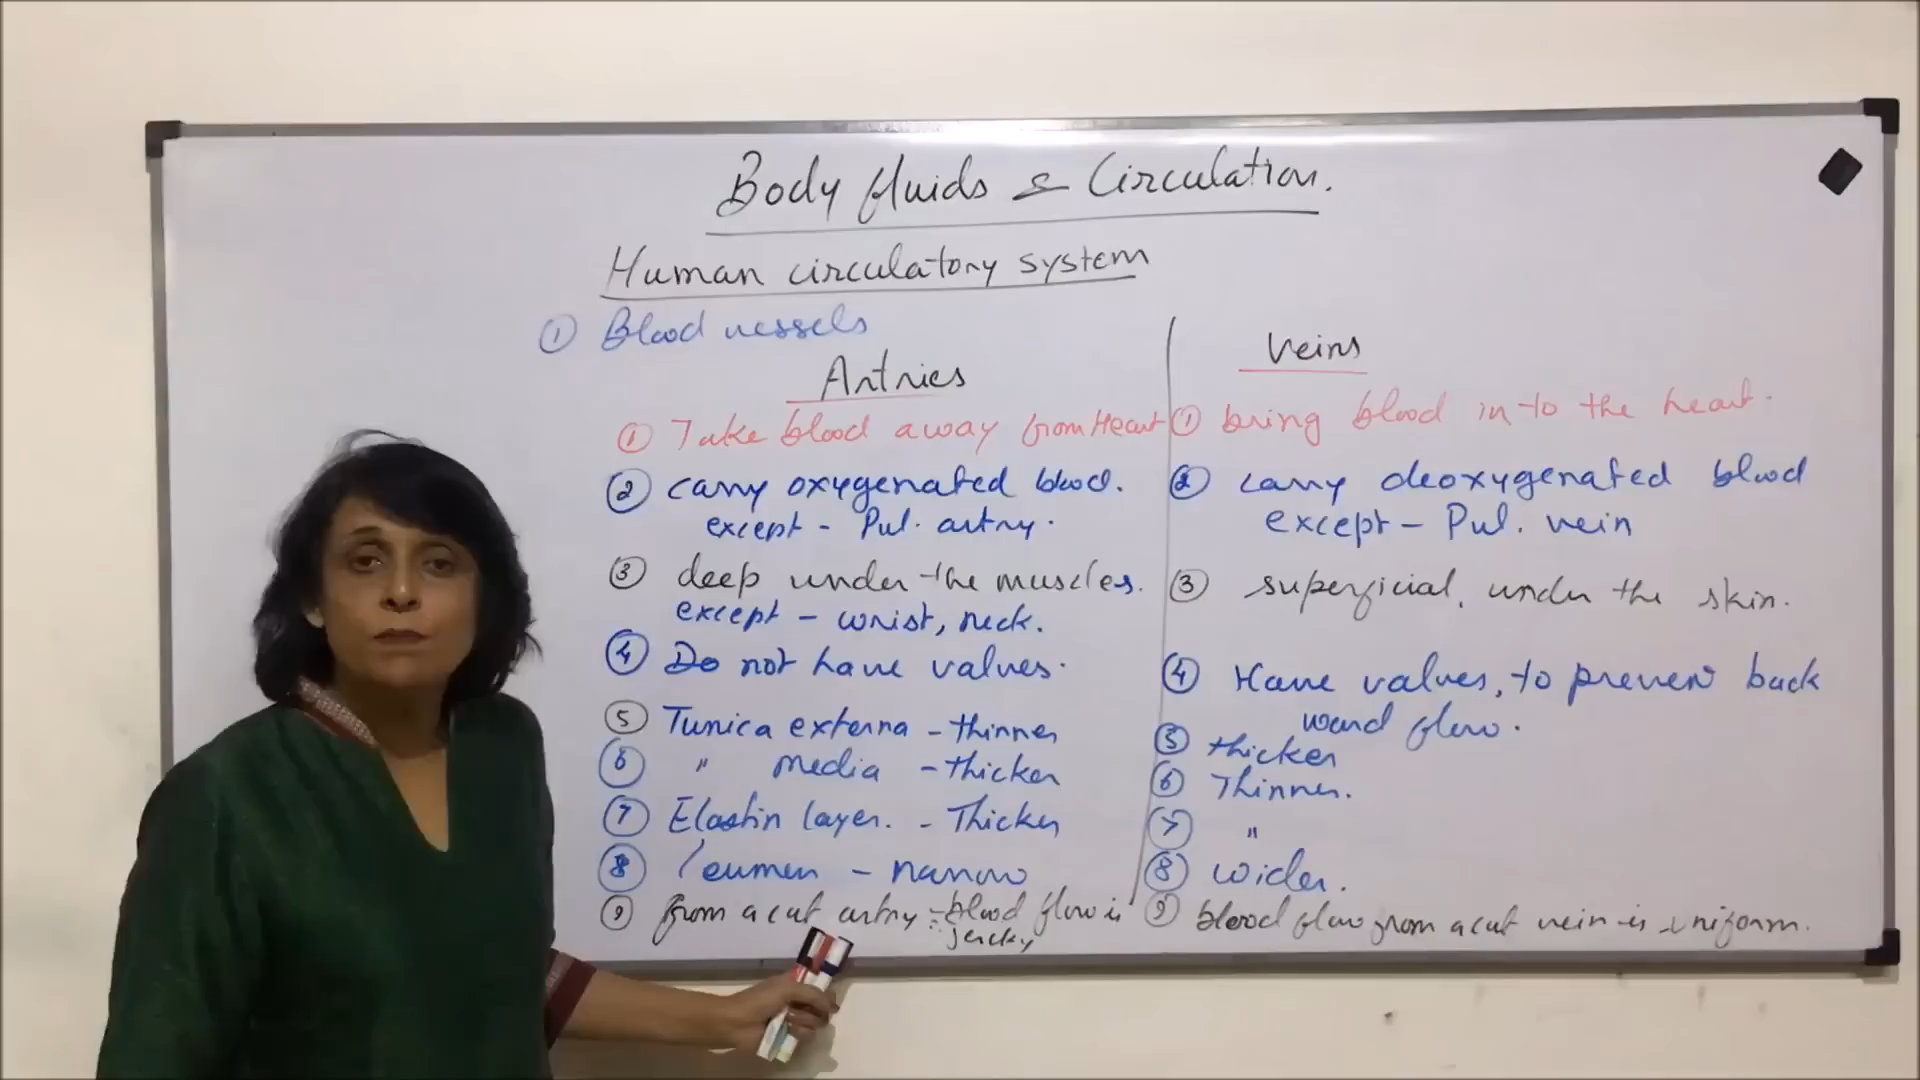 Body fluids & Circulation.
Human circulatory system
① Blood vessels
Artries
① Take blood away from Heart
② carry oxygenated blood.
except - Pul. artry.
③ deep under the muscles.
except - wrist, neck.
④ Do not have valves.
⑤ Tunica externa - thinner
⑥ " media - thicker
⑦ Elastin layer. - Thicker
⑧ leumen - narrow
⑨ from a cut artry - blood flow is
jerky
Veins
① bring blood in to the heart.
② carry deoxygenated blood
except - Pul. vein
③ superficial, under the skin.
④ Have valves, to prevent back
ward flow.
⑤ thicker
⑥ Thinner.
⑦ "
⑧ wider.
⑨ blood flow from a cut vein is uniform.